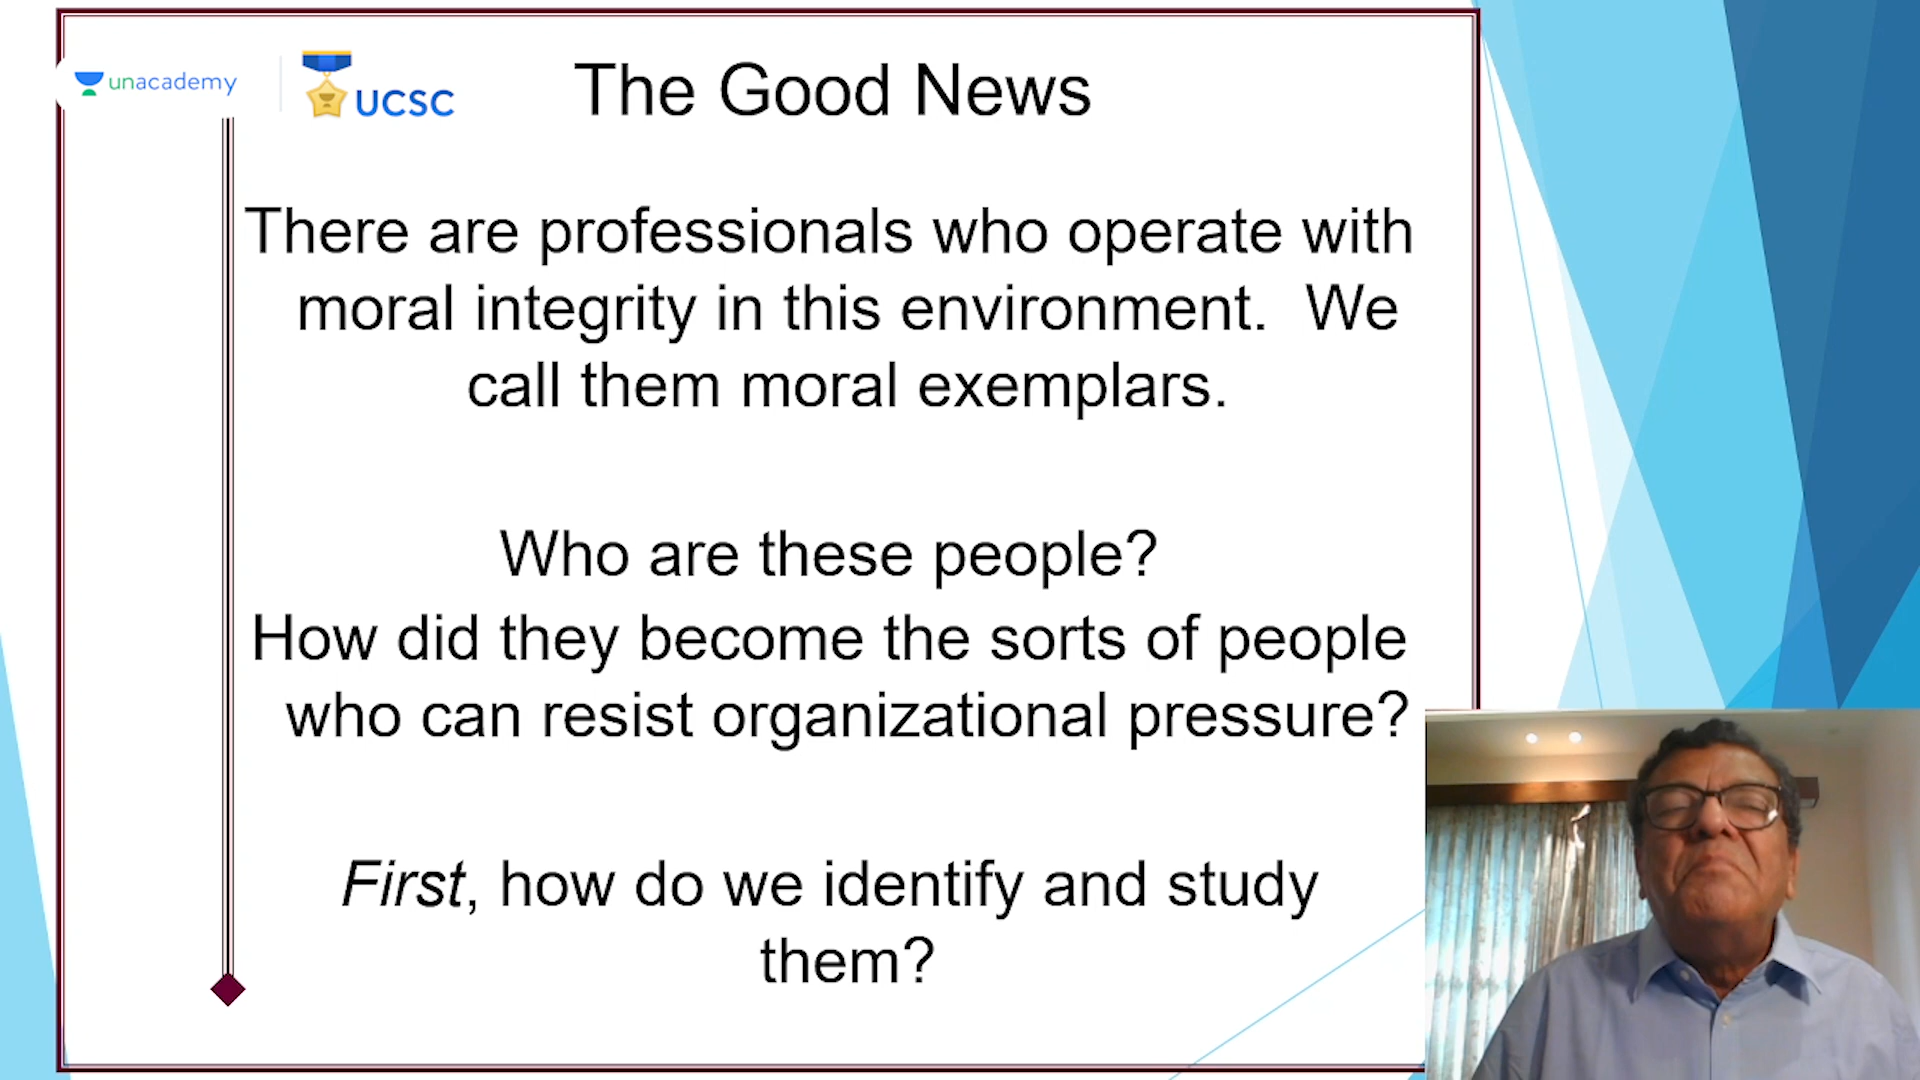 unacademy
UCSC
The Good News
There are professionals who operate with
moral integrity in this environment. We
call them moral exemplars.
Who are these people?
How did they become the sorts of people
who can resist organizational pressure?
First, how do we identify and study
them?